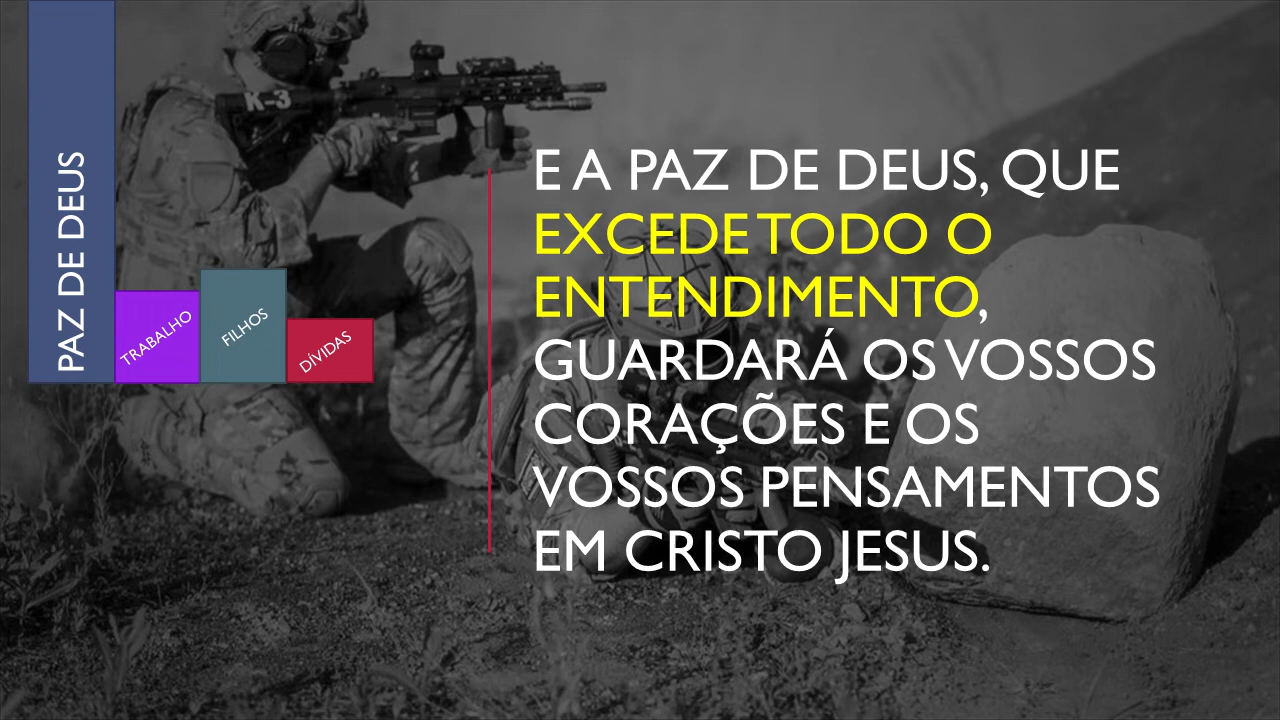 PAZ DE DEUS
TRABALHO
FILHOS
DÍVIDAS
K-3
E A PAZ DE DEUS, QUE
EXCEDE TODO O
ENTENDIMENTO,
GUARDARÁ OS VOSSOS
CORAÇÕES E OS
VOSSOS PENSAMENTOS
EM CRISTO JESUS.